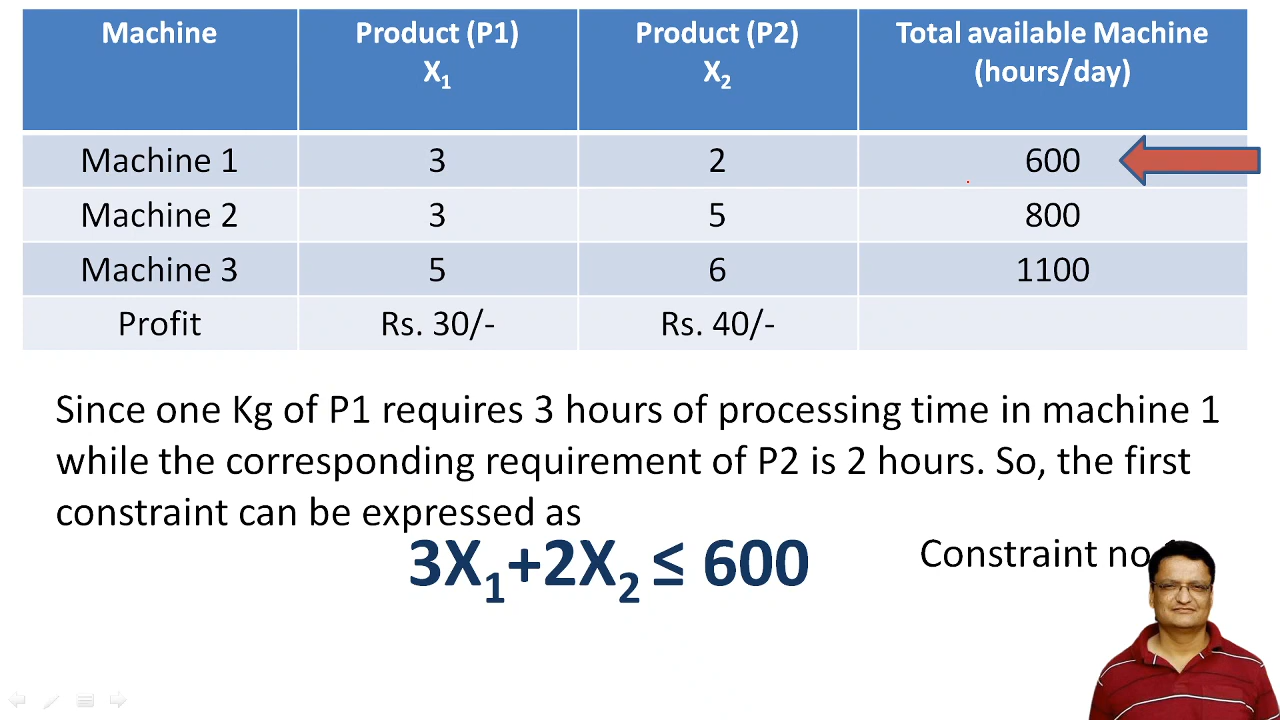 Machine Product (P1) Product (P2) Total available Machine
X1 X2 (hours/day)
Machine 1 3 2 600
Machine 2 3 5 800
Machine 3 5 6 1100
Profit Rs. 30/- Rs. 40/-
Since one Kg of P1 requires 3 hours of processing time in machine 1
while the corresponding requirement of P2 is 2 hours. So, the first
constraint can be expressed as
3X₁+2X₂ ≤ 600
Constraint no